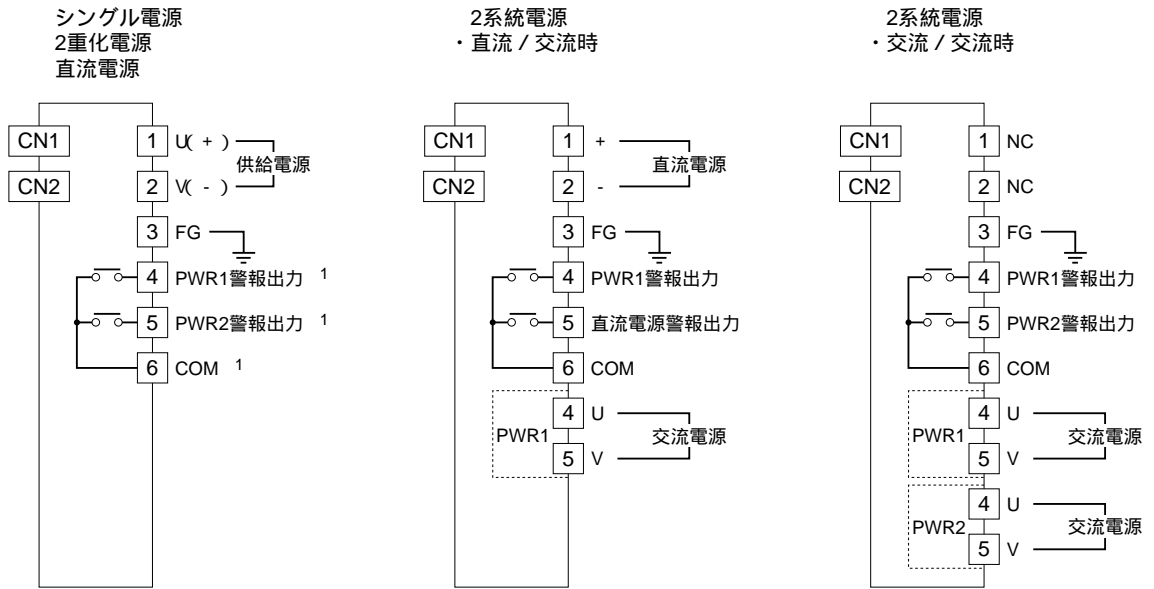 シングル電源
2重化電源
直流電源
CN1
CN2
1 U( + )
供給電源
2 V( - )
3 FG
4 PWR1警報出力 1
5 PWR2警報出力 1
6 COM 1
2系統電源
・直流 / 交流時
CN1
CN2
1 +
直流電源
2 -
3 FG
4 PWR1警報出力
5 直流電源警報出力
6 COM
PWR1
4 U
交流電源
5 V
2系統電源
・交流 / 交流時
CN1
CN2
1 NC
2 NC
3 FG
4 PWR1警報出力
5 PWR2警報出力
6 COM
PWR1
4 U
交流電源
5 V
PWR2
4 U
交流電源
5 V